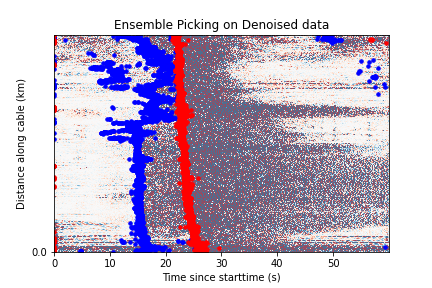 Ensemble Picking on Denoised data
Distance along cable (km)
0.0
0 10 20 30 40 50
Time since starttime (s)